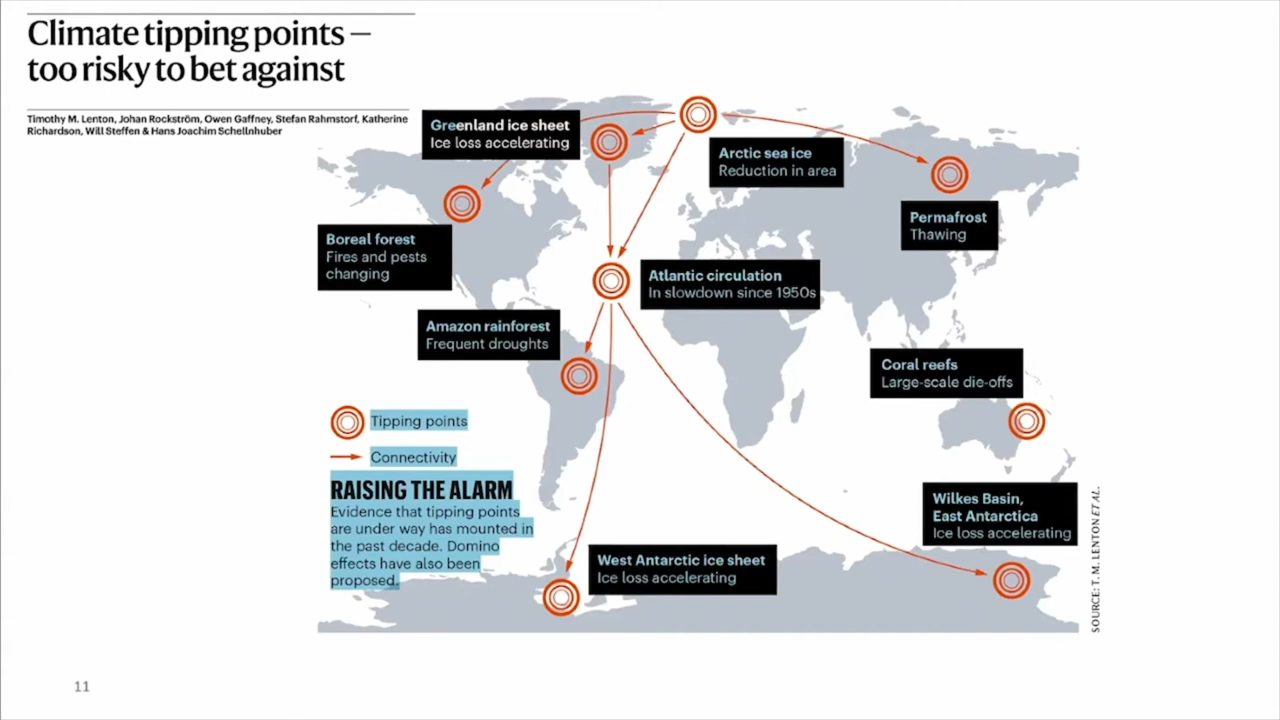 Climate tipping points —
too risky to bet against
Timothy M. Lenton, Johan Rockström, Owen Gaffney, Stefan Rahmstorf, Katherine
Richardson, Will Steffen & Hans Joachim Schellnhuber
Greenland ice sheet
Ice loss accelerating
Arctic sea ice
Reduction in area
Permafrost
Thawing
Boreal forest
Fires and pests
changing
Atlantic circulation
In slowdown since 1950s
Amazon rainforest
Frequent droughts
Coral reefs
Large-scale die-offs
Tipping points
Connectivity
RAISING THE ALARM
Evidence that tipping points
are under way has mounted in
the past decade. Domino
effects have also been
proposed.
Wilkes Basin,
East Antarctica
Ice loss accelerating
West Antarctic ice sheet
Ice loss accelerating
SOURCE: T. M. LENTON ET AL.
11